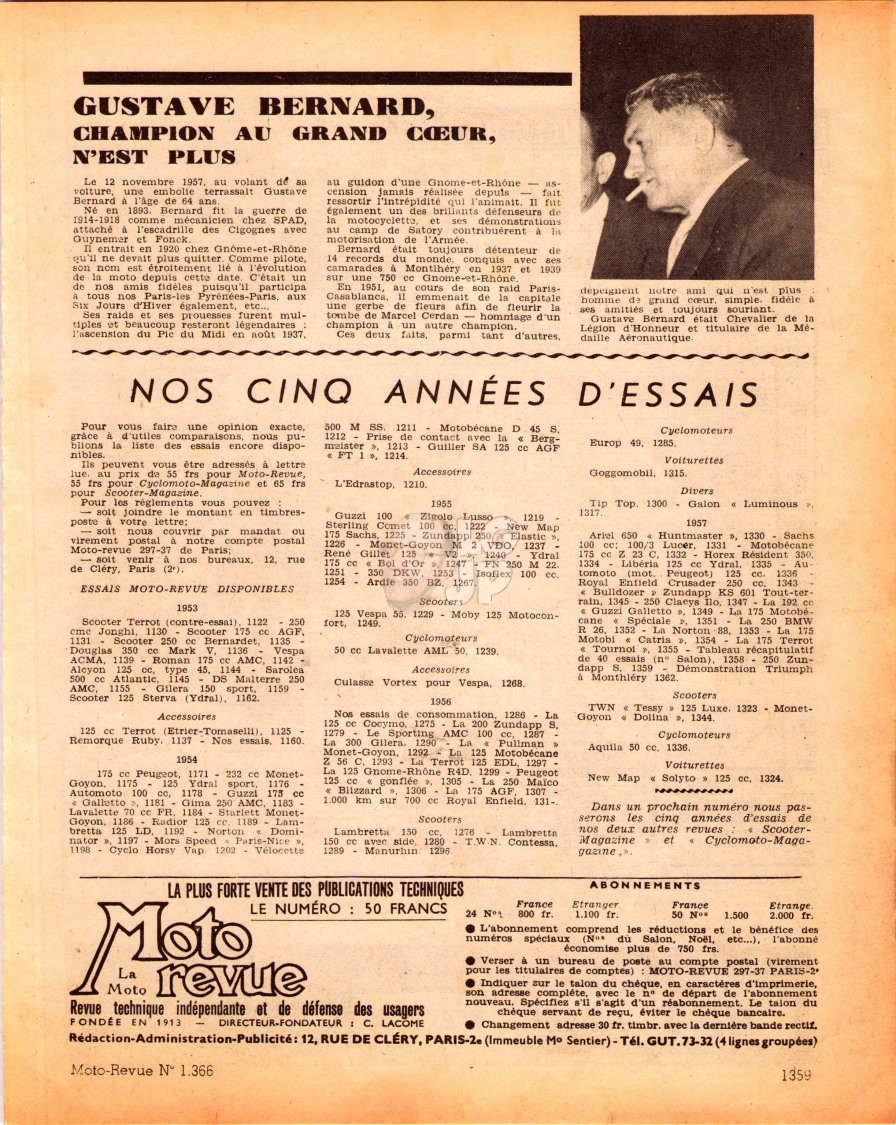 GUSTAVE BERNARD,
CHAMPION AU GRAND CŒUR,
N'EST PLUS
Le 12 novembre 1957, au volant de sa
voiture, une embolie terrassait Gustave
Bernard à l'âge de 64 ans.
Né en 1893, Bernard fit la guerre de
1914-1918 comme mécanicien chez SPAD,
attaché à l'escadrille des Cigognes avec
Guynemer et Fonck.
Il entrait en 1920 chez Gnôme-et-Rhône
qu'il ne devait plus quitter. Comme pilote,
son nom est étroitement lié à l'évolution
de la moto depuis cette date. C'était un
de nos amis fidèles puisqu'il participa
à tous nos Paris-les Pyrénées-Paris, aux
Six Jours d'Hiver également, etc...
Ses raids et ses prouesses furent mul-
tiples et beaucoup resteront légendaires :
l'ascension du Pic du Midi en août 1937,
au guidon d'une Gnome-et-Rhône — as-
cension jamais réalisée depuis — fait
ressortir l'intrépidité qui l'animait. Il fut
également un des brillants défenseurs de
la motocyclette, et ses démonstrations
au camp de Satory contribuèrent à la
motorisation de l'Armée.
Bernard était toujours détenteur de
14 records du monde, conquis avec ses
camarades à Montlhéry en 1937 et 1939
sur une 750 cc Gnome-et-Rhône.
En 1951, au cours de son raid Paris-
Casablanca, il emmenait de la capitale
une gerbe de fleurs afin de fleurir la
tombe de Marcel Cerdan — hommage d'un
champion à un autre champion.
Ces deux faits, parmi tant d'autres,
dépeignent notre ami qui n'est plus :
homme de grand cœur, simple, fidèle à
ses amitiés et toujours souriant.
Gustave Bernard était Chevalier de la
Légion d'Honneur et titulaire de la Mé-
daille Aéronautique.
NOS CINQ ANNÉES D'ESSAIS
Pour vous faire une opinion exacte,
grâce à d'utiles comparaisons, nous pu-
blions la liste des essais encore dispo-
nibles.
Ils peuvent vous être adressés à lettre
lue, au prix de 55 frs pour Moto-Revue,
55 frs pour Cyclomoto-Magazine et 65 frs
pour Scooter-Magazine.
Pour les réglements vous pouvez :
— soit joindre le montant en timbres-
poste à votre lettre;
— soit nous couvrir par mandat ou
virement postal à notre compte postal
Moto-revue 297-37 de Paris;
— soit venir à nos bureaux, 12, rue
de Cléry, Paris (2e).
ESSAIS MOTO-REVUE DISPONIBLES
1953
Scooter Terrot (contre-essai), 1122 - 250
cmc Jonghi, 1130 - Scooter 175 cc AGF,
1131 - Scooter 250 cc Bernardet, 1135 -
Douglas 350 cc Mark V, 1136 - Vespa
ACMA, 1139 - Roman 175 cc AMC, 1142 -
Alcyon 125 cc, type 45, 1144 - Sarolea
500 cc Atlantic, 1145 - DS Malterre 250
AMC, 1155 - Gilera 150 sport, 1159 -
Scooter 125 Sterva (Ydral), 1162.
Accessoires
125 cc Terrot (Etrier-Tomaselli), 1125 -
Remorque Ruby, 1137 - Nos essais, 1160.
1954
175 cc Peugeot, 1171 - 232 cc Monet-
Goyon, 1175 - 125 Ydral sport, 1176 -
Automoto 100 cc, 1178 - Guzzi 175 cc
« Galletto », 1181 - Gima 250 AMC, 1183 -
Lavalette 70 cc FR, 1184 - Starlett Monet-
Goyon, 1186 - Radior 125 cc, 1189 - Lam-
bretta 125 LD, 1192 - Norton « Domi-
nator », 1197 - Mors Speed « Paris-Nice »,
1198 - Cyclo Horsy Vap. 1202 - Vélocette
500 M SS, 1211 - Motobécane D 45 S,
1212 - Prise de contact avec la « Berg-
meister », 1213 - Guiller SA 125 cc AGF
« FT 1 », 1214.
Accessoires
L'Edrastop, 1210.
1955
Guzzi 100 « Zigolo Lusso », 1219 -
Sterling Comet 100 cc, 1222 - New Map
175 Sachs, 1225 - Zundapp 250 « Elastic »,
1226 - Monet-Goyon M 2 VDO, 1237 -
René Gillet 125 « V2 », 1240 - Ydral
175 cc « Bol d'Or », 1247 - FN 250 M 22,
1251 - 350 DKW, 1253 - Isoflex 100 cc,
1254 - Ardie 350 BZ, 1267.
Scooters
125 Vespa 55, 1229 - Moby 125 Motocon-
fort, 1249.
Cyclomoteurs
50 cc Lavalette AML 50, 1239.
Accessoires
Culasse Vortex pour Vespa, 1268.
1956
Nos essais de consommation, 1286 - La
125 cc Cocymo, 1275 - La 200 Zundapp S,
1279 - Le Sporting AMC 100 cc, 1287 -
La 300 Gilera, 1290 - La « Pullman »
Monet-Goyon, 1292 - La 125 Motobécane
Z 56 C, 1293 - La Terrot 125 EDL, 1297 -
La 125 Gnome-Rhône R4D, 1299 - Peugeot
125 cc « gonflée », 1305 - La 250 Maïco
« Blizzard », 1306 - La 175 AGF, 1307 -
1.000 km sur 700 cc Royal Enfield, 131-.
Scooters
Lambretta 150 cc, 1276 - Lambretta
150 cc avec side, 1280 - T.W.N. Contessa,
1289 - Manurhin, 1296.
Cyclomoteurs
Europ 49, 1285.
Voiturettes
Goggomobil, 1315.
Divers
Tip Top, 1300 - Galon « Luminous »,
1317.
1957
Ariel 650 « Huntmaster », 1330 - Sachs
100 cc; 100/3 Lucer, 1331 - Motobécane
175 cc Z 23 C, 1332 - Horex Résident 350,
1334 - Libéria 125 cc Ydral, 1335 - Au-
tomoto (mot. Peugeot) 125 cc, 1336 -
Royal Enfield Crusader 250 cc, 1343 -
« Bulldozer » Zundapp KS 601 Tout-ter-
rain, 1345 - 250 Claeys Ilo, 1347 - La 192 cc
« Guzzi Galletto », 1349 - La 175 Motobé-
cane « Spéciale », 1351 - La 250 BMW
R 26, 1352 - La Norton 88, 1353 - La 175
Motobi « Catria », 1354 - La 175 Terrot
« Tournoi », 1355 - Tableau récapitulatif
de 40 essais (no Salon), 1358 - 250 Zun-
dapp S, 1359 - Démonstration Triumph
à Monthléry 1362.
Scooters
TWN « Tessy » 125 Luxe, 1323 - Monet-
Goyon « Dolina », 1344.
Cyclomoteurs
Aquila 50 cc, 1336.
Voiturettes
New Map « Solyto » 125 cc, 1324.
Dans un prochain numéro nous pas-
serons les cinq années d'essais de
nos deux autres revues : « Scooter-
Magazine » et « Cyclomoto-Maga-
gazine ».
LA PLUS FORTE VENTE DES PUBLICATIONS TECHNIQUES
LE NUMÉRO : 50 FRANCS
Moto
revue
La
Moto
Revue technique indépendante et de défense des usagers
FONDÉE EN 1913 — DIRECTEUR-FONDATEUR : C. LACOME
ABONNEMENTS
France Etranger France Etrange.
24 Nos 800 fr. 1.100 fr. 50 Nos 1.500 2.000 fr.
● L'abonnement comprend les réductions et le bénéfice des
numéros spéciaux (Nos du Salon, Noël, etc...), l'abonné
économise plus de 750 frs.
● Verser à un bureau de poste au compte postal (virement
pour les titulaires de comptes) : MOTO-REVUE 297-37 PARIS-2e
● Indiquer sur le talon du chèque, en caractères d'imprimerie,
son adresse complète, avec le no de départ de l'abonnement
nouveau. Spécifiez s'il s'agit d'un réabonnement. Le talon du
chèque servant de reçu, éviter le chèque bancaire.
● Changement adresse 30 fr. timbr. avec la dernière bande rectif.
Rédaction-Administration-Publicité : 12, RUE DE CLÉRY, PARIS-2e (Immeuble Mo Sentier) - Tél. GUT. 73-32 (4 lignes groupées)
Moto-Revue N° 1.366
1359